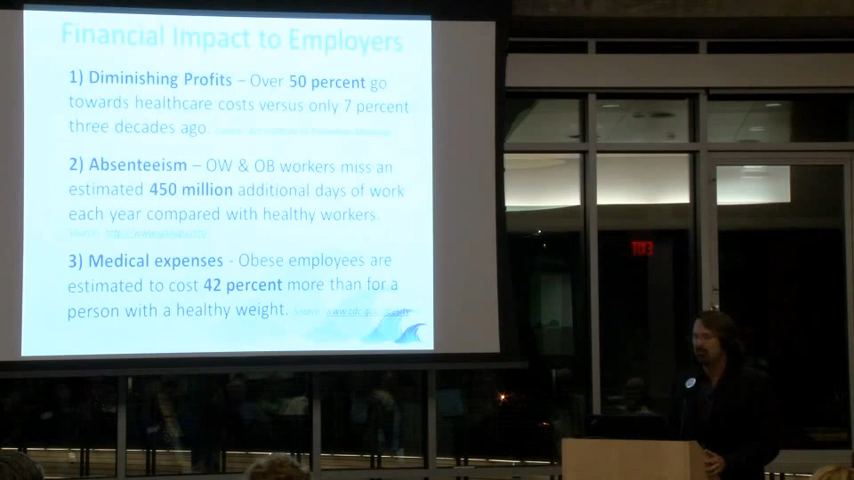 Financial Impact to Employers
1) Diminishing Profits – Over 50 percent go
towards healthcare costs versus only 7 percent
three decades ago.
2) Absenteeism – OW & OB workers miss an
estimated 450 million additional days of work
each year compared with healthy workers.
3) Medical expenses - Obese employees are
estimated to cost 42 percent more than for a
person with a healthy weight.